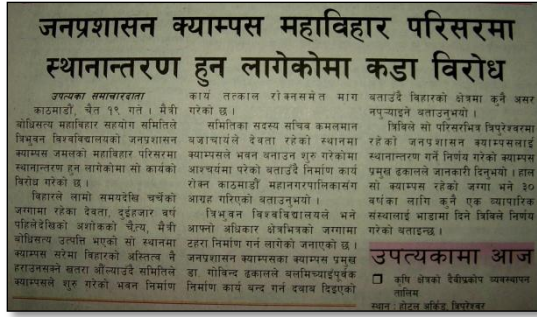 जनप्रशासन क्याम्पस महाविहार परिसरमा
स्थानान्तरण हुन लागेकोमा कडा विरोध
उपत्यका समाचारदाता
काठमाडौं, चैत १९ गते । मैत्री
बोधिसत्व महाविहार सहयोग समितिले
त्रिभुवन विश्वविद्यालयको जनप्रशासन
क्याम्पस जमलको महाविहार परिसरमा
स्थानान्तरण हुन लागेकोमा सो कार्यको
विरोध गरेको छ ।
विहारले लामो समयदेखि चर्चेको
जग्गामा रहेका देवता, दुईहजार वर्ष
पहिलेदेखिको अशोकको चैत्य, मैत्री
बोधिसत्व उत्पत्ति भएको सो स्थानमा
क्याम्पस सरेमा विहारको अस्तित्व नै
हराउनसक्ने खतरा औंल्याउँदै समितिले
क्याम्पसले शुरु गरेको भवन निर्माण
कार्य तत्काल रोक्नसमेत माग
गरेको छ ।
समितिका सदस्य सचिव कमलमान
बज्राचार्यले देवता रहेको स्थानमा
क्याम्पसले भवन बनाउन शुरु गरेकोमा
आश्चर्यमा परेको बताउँदै निर्माण कार्य
रोक्न काठमाडौं महानगरपालिकासंग
आग्रह गरिएको बताउनुभयो ।
त्रिभुवन विश्वविद्यालयले भने
आफ्नो अधिकार क्षेत्रभित्रको जग्गामा
टहरा निर्माण गर्न लागेको जनाएको छ ।
जनप्रशासन क्याम्पसका क्याम्पस प्रमुख
डा. गोविन्द ढकालले बलमिच्याइँपूर्वक
निर्माण कार्य बन्द गर्न दबाब दिइएको
बताउँदै विहारको क्षेत्रमा कुनै असर
नपुऱ्याइने बताउनुभयो ।
त्रिविले सो परिसरभित्र त्रिपुरेश्वरमा
रहेको जनप्रशासन क्याम्पसलाई
स्थानान्तरण गर्ने निर्णय गरेको क्याम्पस
प्रमुख ढकालले जानकारी दिनुभयो । हाल
सो क्याम्पस रहेको जग्गा भने ३०
वर्षका लागि कुनै एक व्यापारिक
संस्थालाई भाडामा दिने त्रिविले निर्णय
गरेको बताइन्छ ।
उपत्यकामा आज
कृषि क्षेत्रको दैवीप्रकोप व्यवस्थापन
तालिम
स्थान : होटल अर्किड, त्रिपुरेश्वर